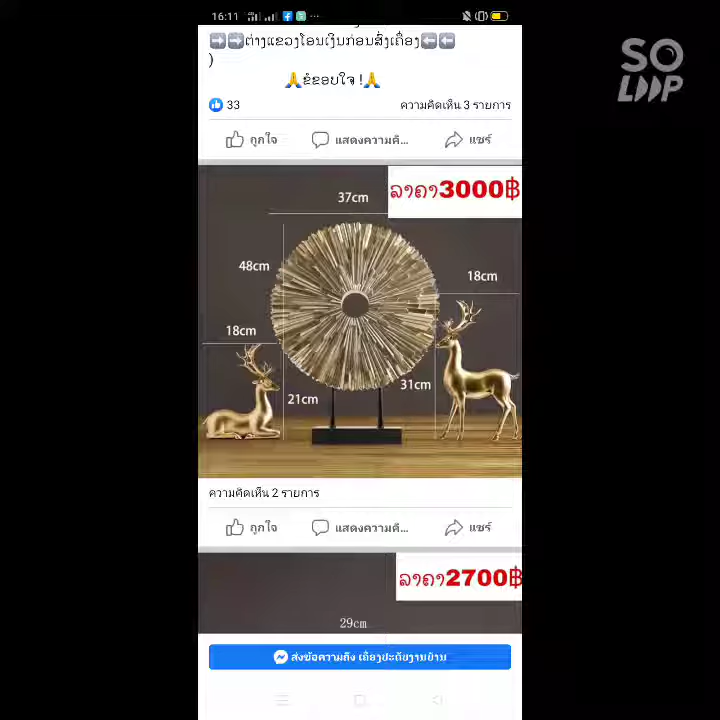 16:11
➡️➡️ຕ່າງແຂວງໂອນເງິນກ່ອນສົ່ງເຄື່ອງ⬅️⬅️
)
🙏ຂໍຂອບໃຈ !🙏
33
ความคิดเห็น 3 รายการ
ถูกใจ
แสดงความคิ...
แชร์
ລາຄາ3000฿
37cm
48cm
18cm
18cm
31cm
21cm
ความคิดเห็น 2 รายการ
ถูกใจ
แสดงความคิ...
แชร์
ລາຄາ2700฿
29cm
ส่งข้อความถึง ເຄື່ອງປະດັບງານບ້ານ
SO
LOOP